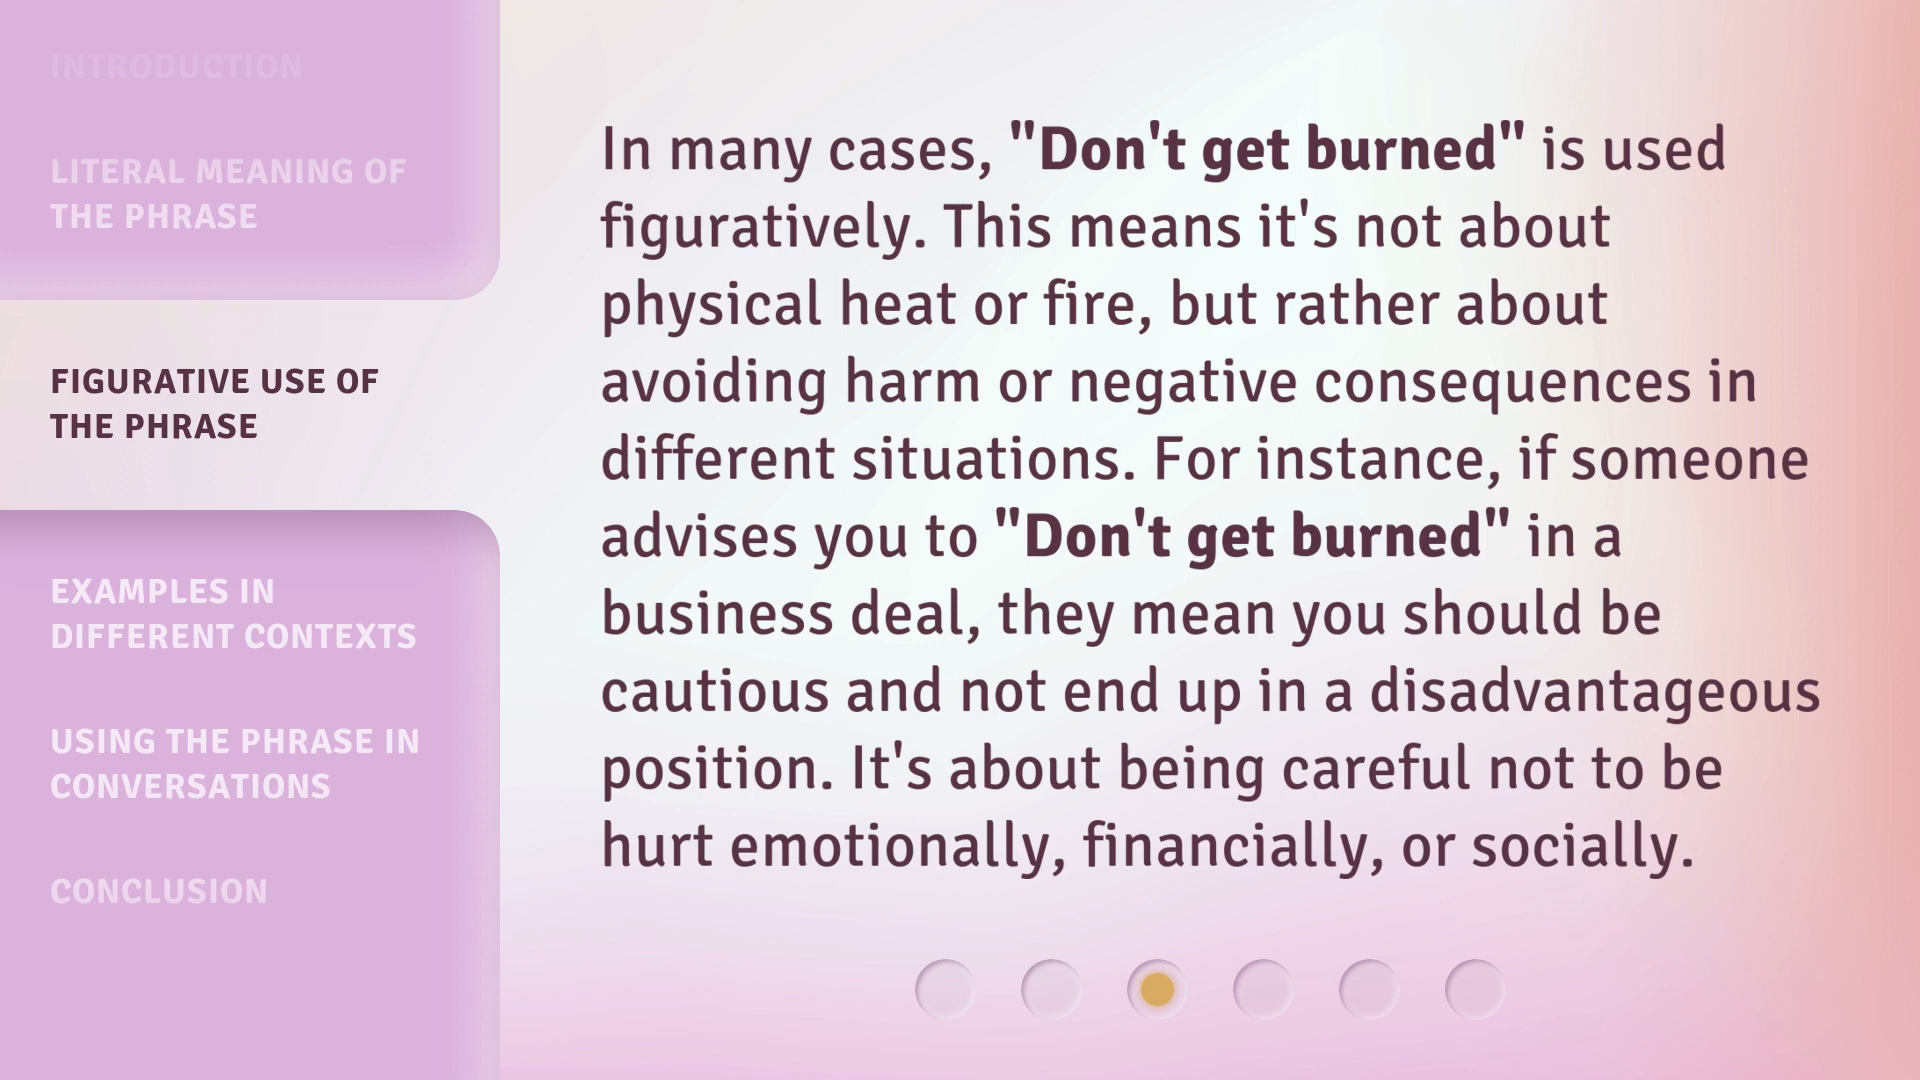 INTRODUCTION
LITERAL MEANING OF
THE PHRASE
FIGURATIVE USE OF
THE PHRASE
EXAMPLES IN
DIFFERENT CONTEXTS
USING THE PHRASE IN
CONVERSATIONS
CONCLUSION
In many cases, "Don't get burned" is used
figuratively. This means it's not about
physical heat or fire, but rather about
avoiding harm or negative consequences in
different situations. For instance, if someone
advises you to "Don't get burned" in a
business deal, they mean you should be
cautious and not end up in a disadvantageous
position. It's about being careful not to be
hurt emotionally, financially, or socially.